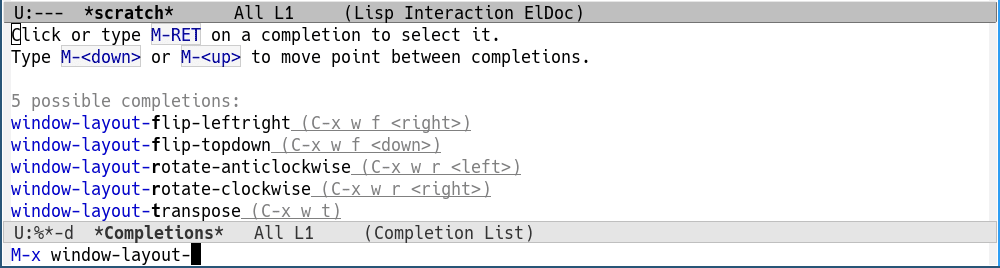 U:---  *scratch*      All L1     (Lisp Interaction ElDoc)
Click or type M-RET on a completion to select it.
Type M-<down> or M-<up> to move point between completions.
5 possible completions:
window-layout-flip-leftright (C-x w f <right>)
window-layout-flip-topdown (C-x w f <down>)
window-layout-rotate-anticlockwise (C-x w r <left>)
window-layout-rotate-clockwise (C-x w r <right>)
window-layout-transpose (C-x w t)
U:%*-d  *Completions*   All L1     (Completion List)
M-x window-layout-